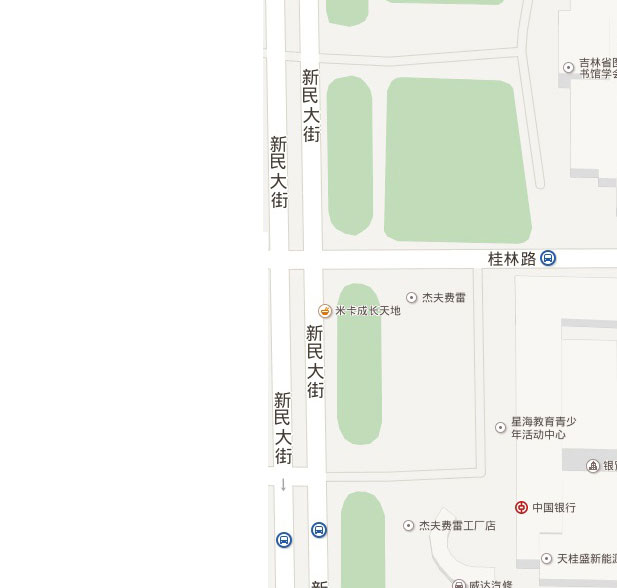 吉林省图
书馆学会
新民大街
新民大街
桂林路
杰夫费雷
米卡成长天地
新民大街
新民大街
星海教育青少
年活动中心
银
中国银行
杰夫费雷工厂店
天桂盛新能源
威达汽修
新